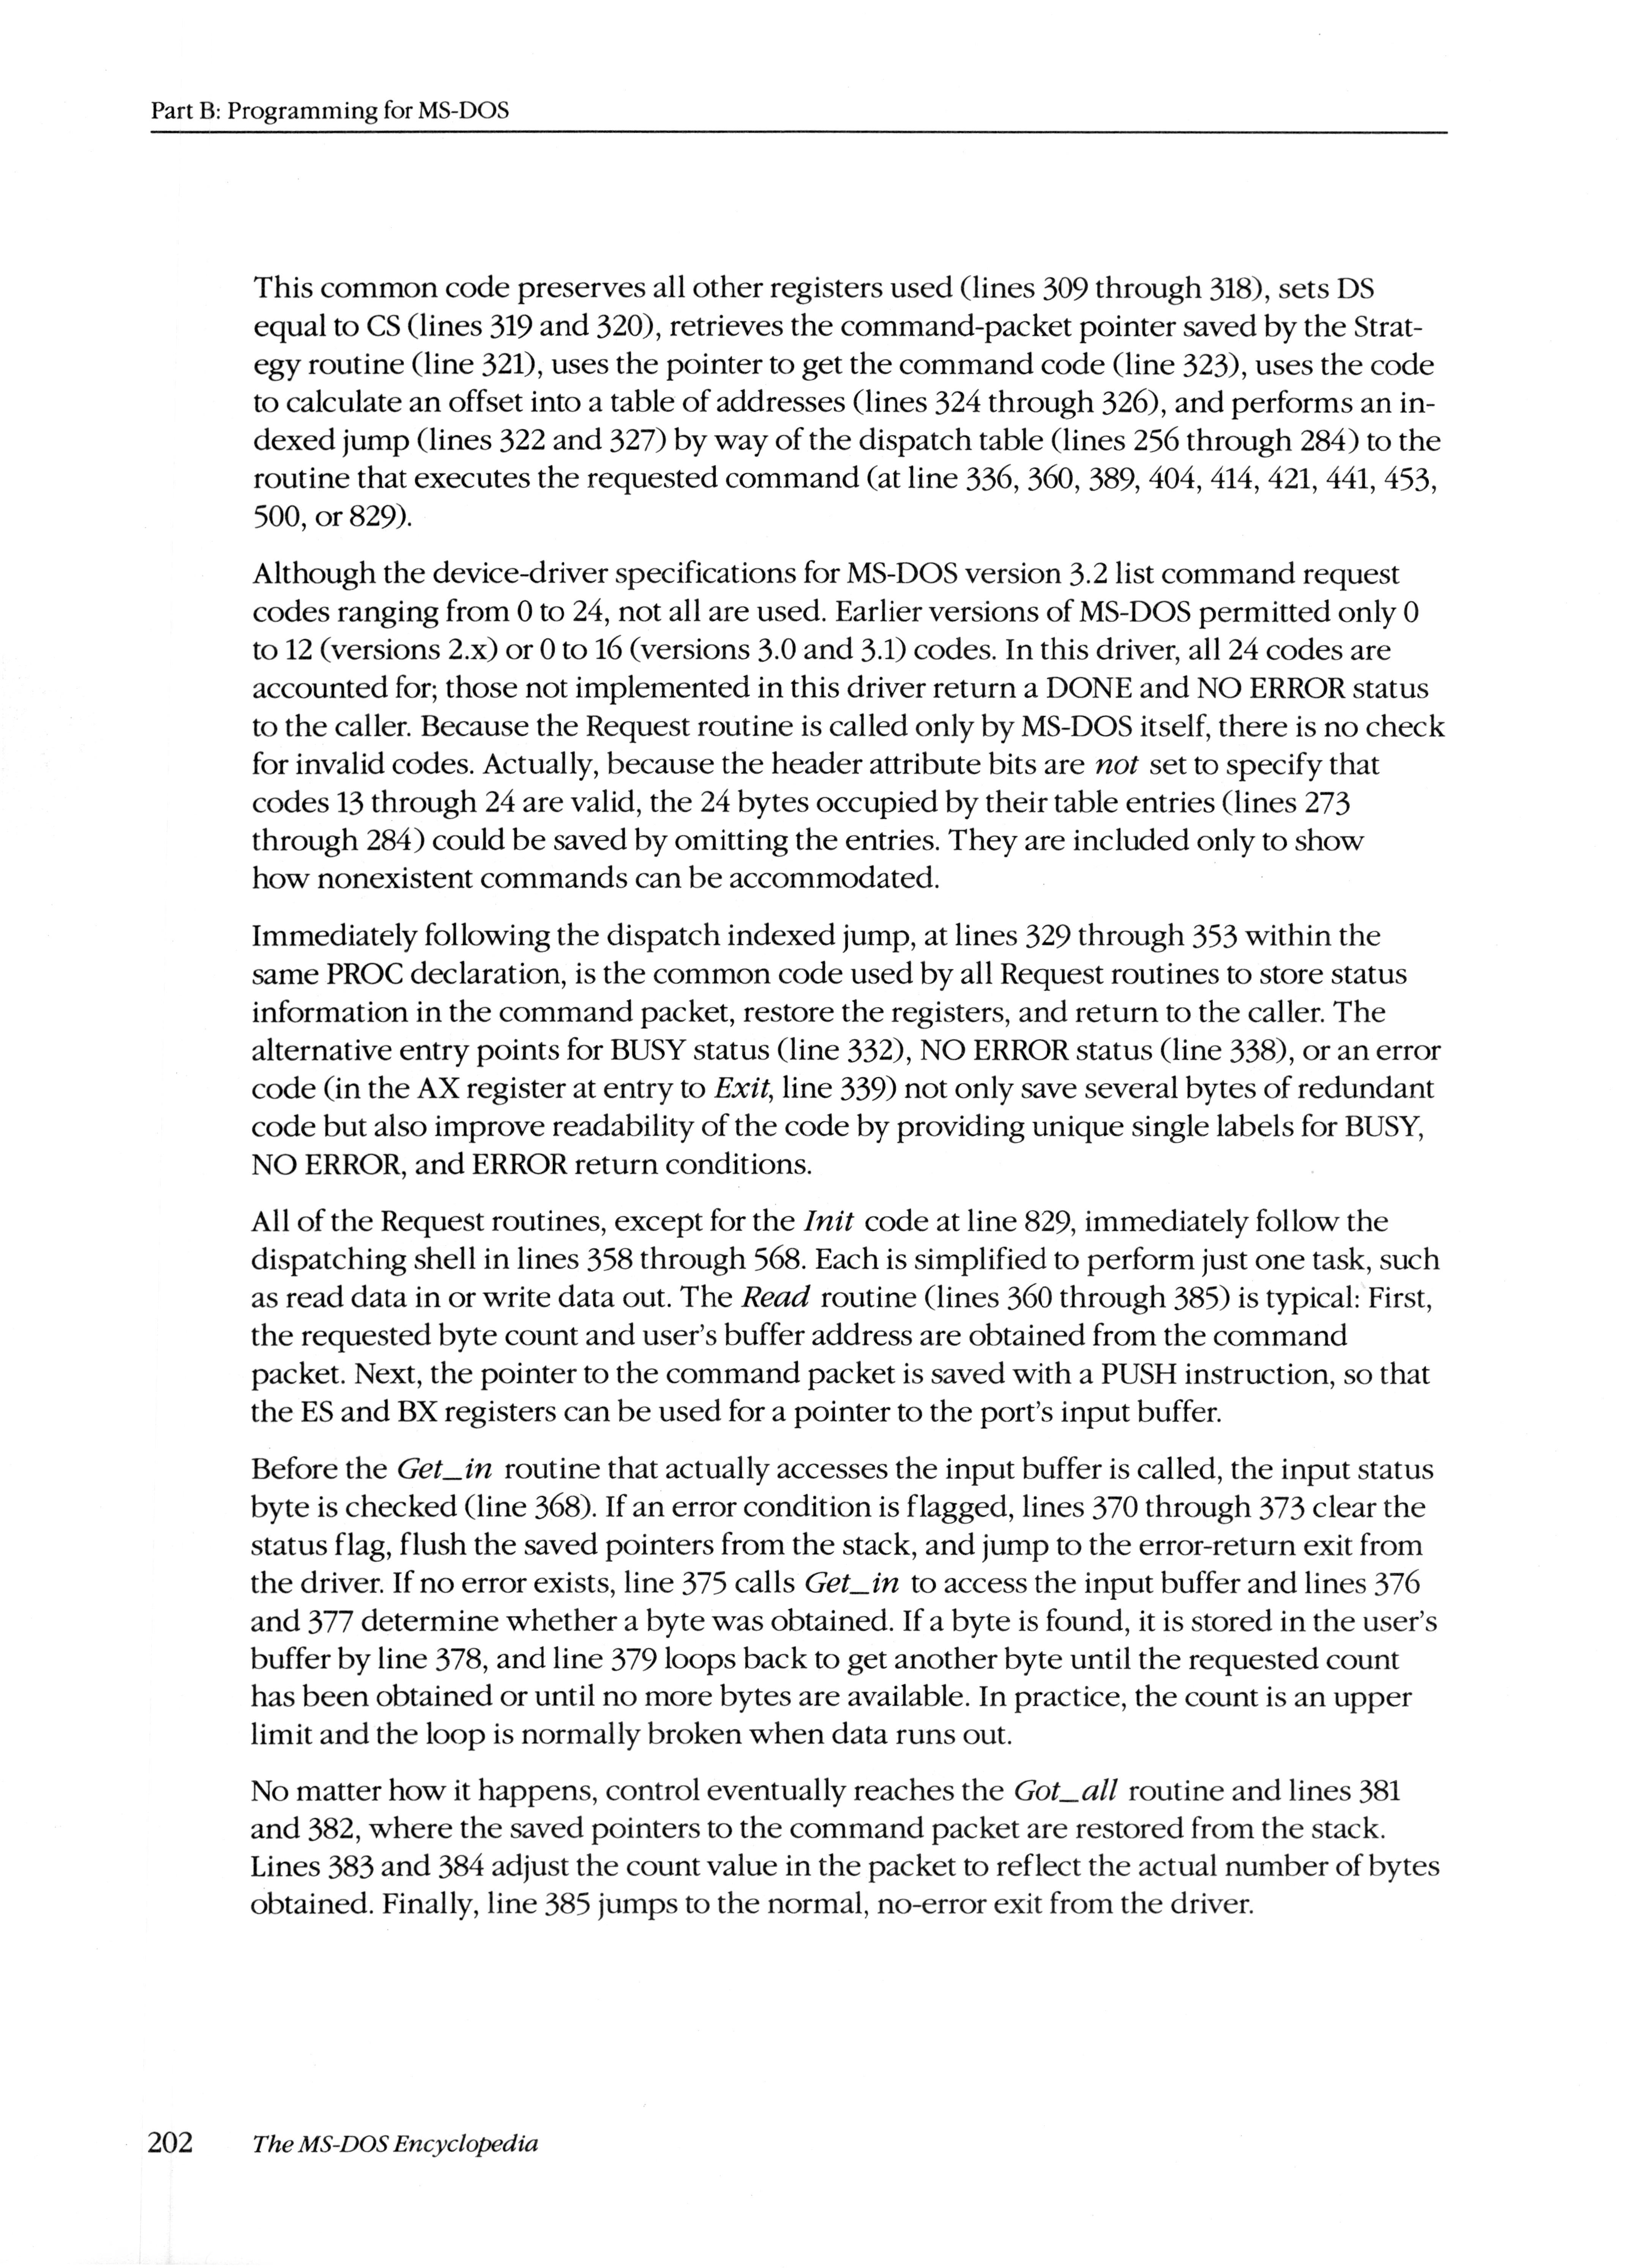 Part B: Programming for MS-DOS
This common code preserves all other registers used (lines 309 through 318), sets DS
equal to CS (lines 319 and 320), retrieves the command-packet pointer saved by the Strat-
egy routine (line 321), uses the pointer to get the command code (line 323), uses the code
to calculate an offset into a table of addresses (lines 324 through 326), and performs an in-
dexed jump (lines 322 and 327) by way of the dispatch table (lines 256 through 284) to the
routine that executes the requested command (at line 336, 360, 389, 404, 414, 421, 441, 453,
500, or 829).
Although the device-driver specifications for MS-DOS version 3.2 list command request
codes ranging from 0 to 24, not all are used. Earlier versions of MS-DOS permitted only 0
to 12 (versions 2.x) or 0 to 16 (versions 3.0 and 3.1) codes. In this driver, all 24 codes are
accounted for; those not implemented in this driver return a DONE and NO ERROR status
to the caller. Because the Request routine is called only by MS-DOS itself, there is no check
for invalid codes. Actually, because the header attribute bits are not set to specify that
codes 13 through 24 are valid, the 24 bytes occupied by their table entries (lines 273
through 284) could be saved by omitting the entries. They are included only to show
how nonexistent commands can be accommodated.
Immediately following the dispatch indexed jump, at lines 329 through 353 within the
same PROC declaration, is the common code used by all Request routines to store status
information in the command packet, restore the registers, and return to the caller. The
alternative entry points for BUSY status (line 332), NO ERROR status (line 338), or an error
code (in the AX register at entry to Exit, line 339) not only save several bytes of redundant
code but also improve readability of the code by providing unique single labels for BUSY,
NO ERROR, and ERROR return conditions.
All of the Request routines, except for the Init code at line 829, immediately follow the
dispatching shell in lines 358 through 568. Each is simplified to perform just one task, such
as read data in or write data out. The Read routine (lines 360 through 385) is typical: First,
the requested byte count and user's buffer address are obtained from the command
packet. Next, the pointer to the command packet is saved with a PUSH instruction, so that
the ES and BX registers can be used for a pointer to the port's input buffer.
Before the Get_in routine that actually accesses the input buffer is called, the input status
byte is checked (line 368). If an error condition is flagged, lines 370 through 373 clear the
status flag, flush the saved pointers from the stack, and jump to the error-return exit from
the driver. If no error exists, line 375 calls Get_in to access the input buffer and lines 376
and 377 determine whether a byte was obtained. If a byte is found, it is stored in the user's
buffer by line 378, and line 379 loops back to get another byte until the requested count
has been obtained or until no more bytes are available. In practice, the count is an upper
limit and the loop is normally broken when data runs out.
No matter how it happens, control eventually reaches the Got_all routine and lines 381
and 382, where the saved pointers to the command packet are restored from the stack.
Lines 383 and 384 adjust the count value in the packet to reflect the actual number of bytes
obtained. Finally, line 385 jumps to the normal, no-error exit from the driver.
202 The MS-DOS Encyclopedia